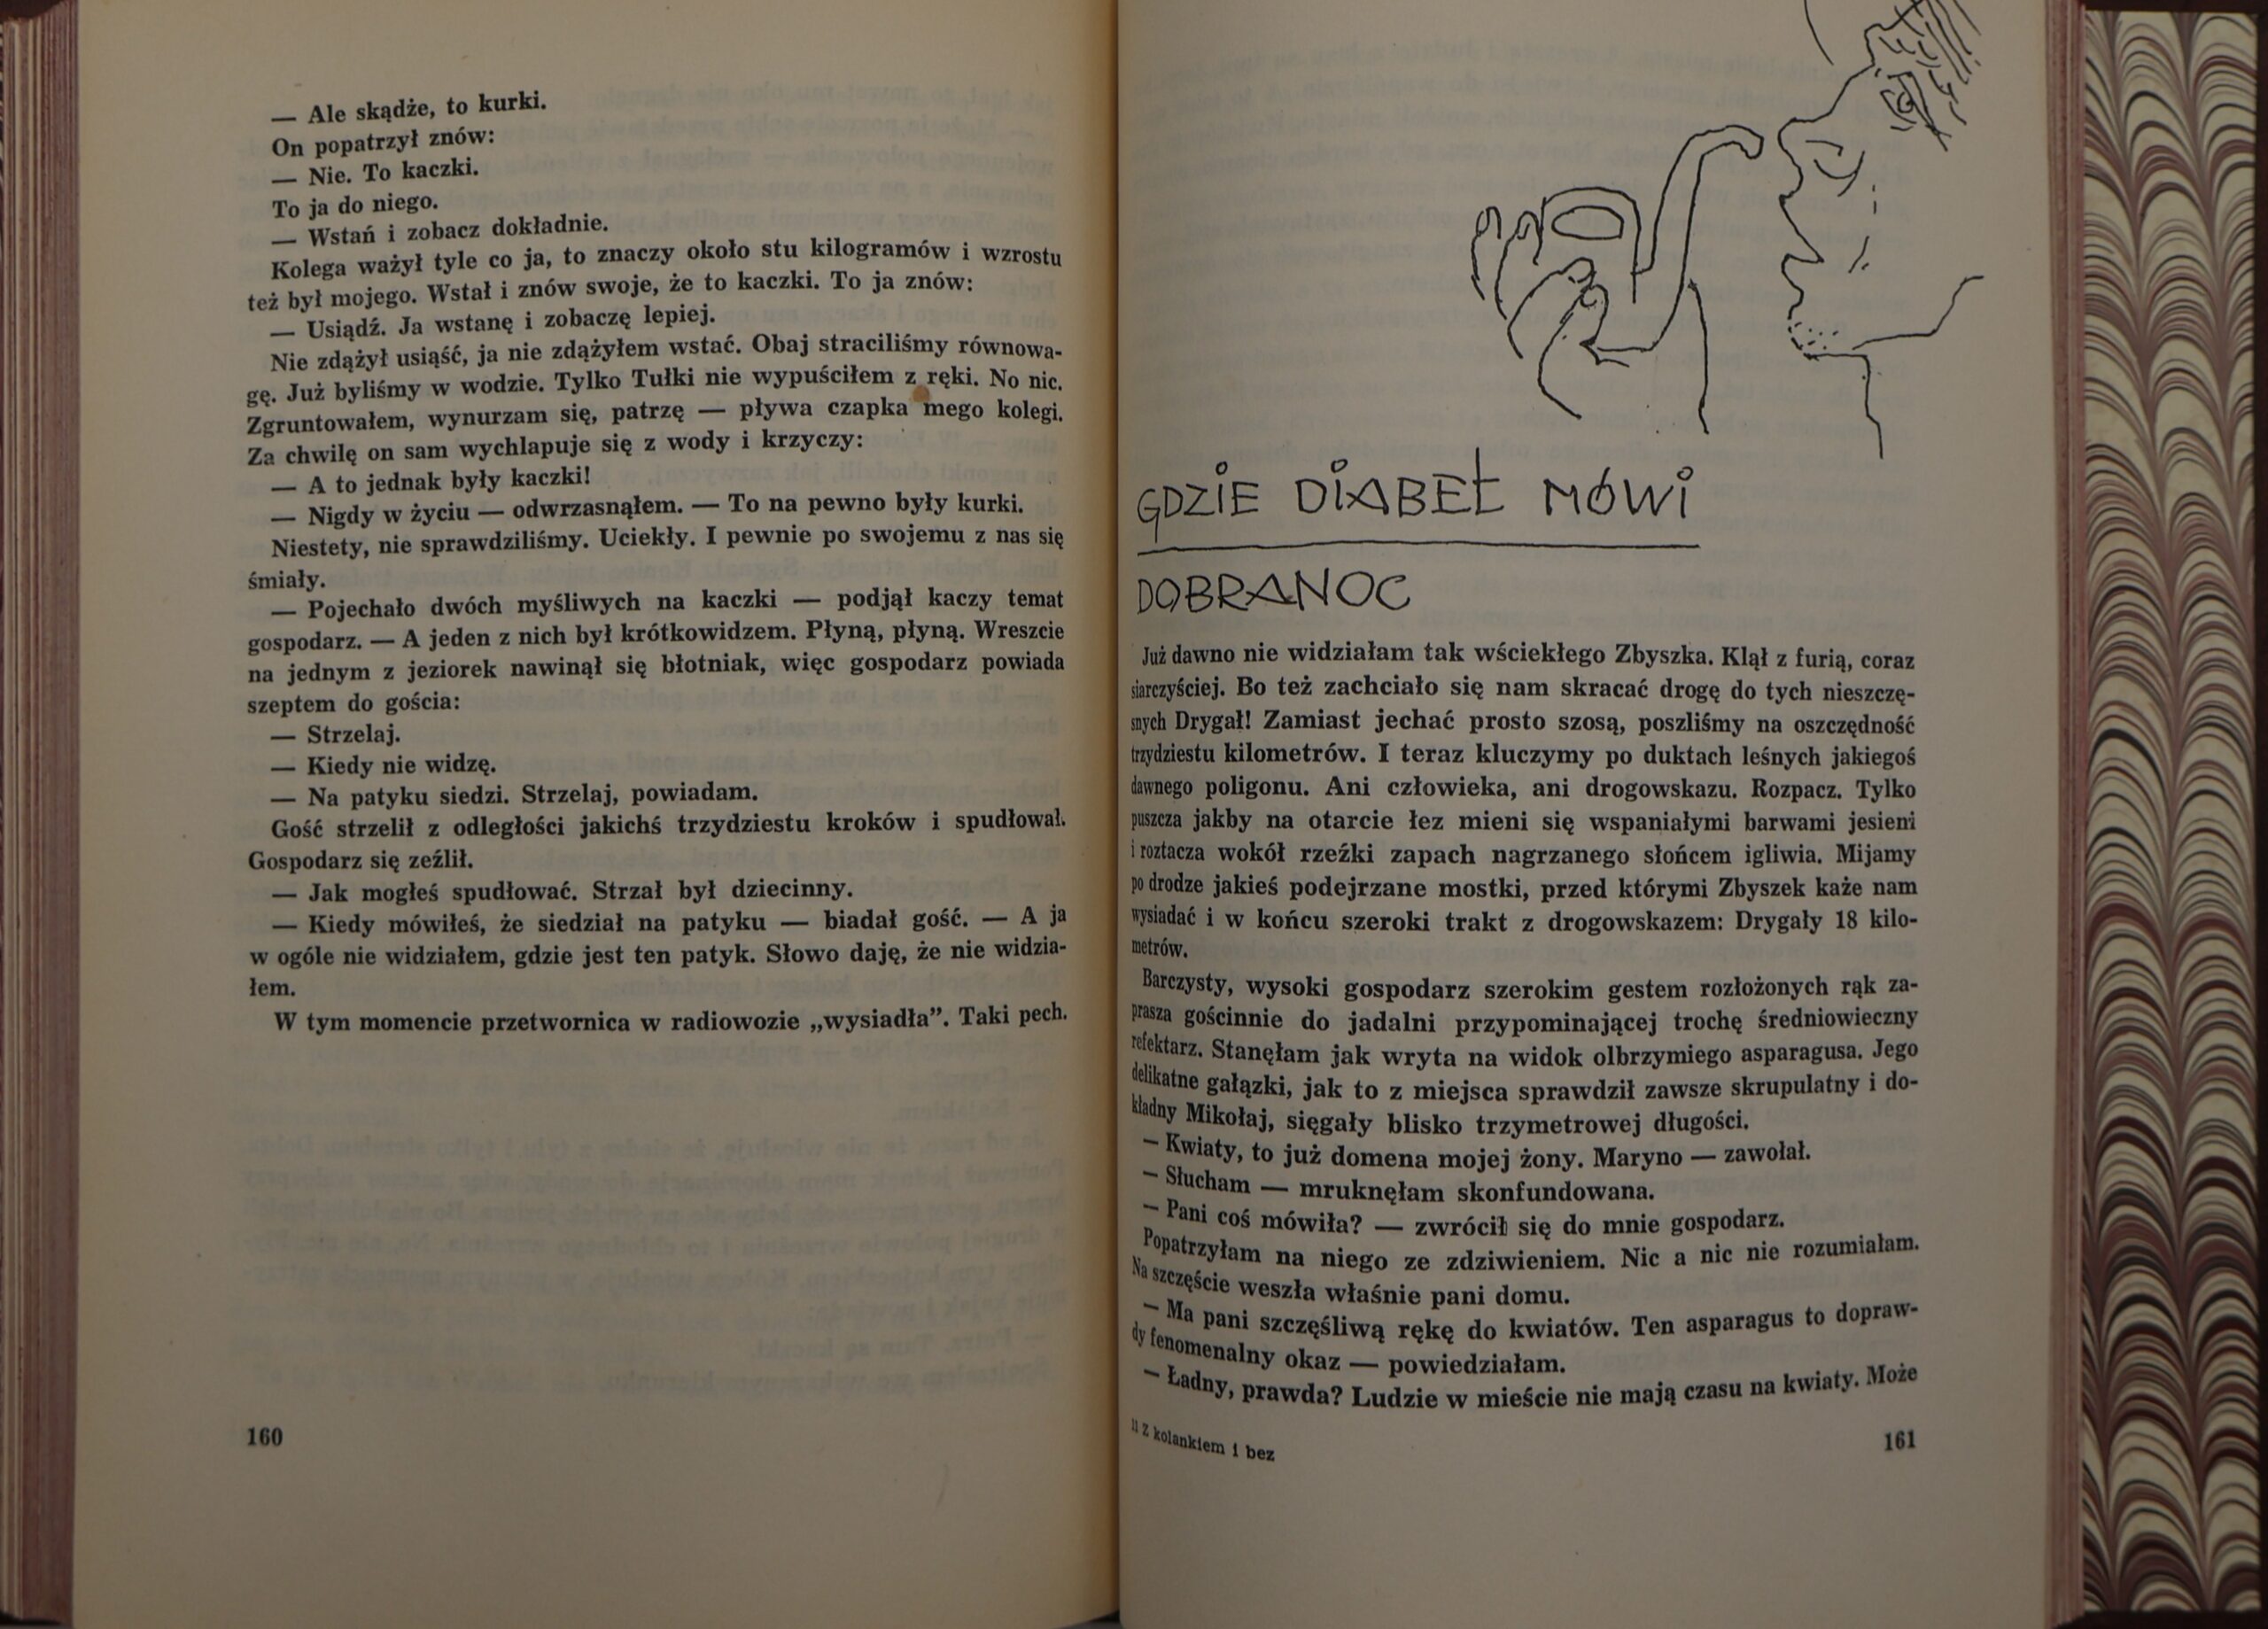 — Ale skądże, to kurki.
On popatrzył znów:
— Nie. To kaczki.
To ja do niego.
— Wstań i zobacz dokładnie.
Kolega ważył tyle co ja, to znaczy około stu kilogramów i wzrostu
też był mojego. Wstał i znów swoje, że to kaczki. To ja znów:
— Usiądź. Ja wstanę i zobaczę lepiej.
Nie zdążył usiąść, ja nie zdążyłem wstać. Obaj straciliśmy równowa-
gę. Już byliśmy w wodzie. Tylko Tułki nie wypuściłem z ręki. No nic.
Zgruntowałem, wynurzam się, patrzę — pływa czapka mego kolegi.
Za chwilę on sam wychlapuje się z wody i krzyczy:
— A to jednak były kaczki!
— Nigdy w życiu — odwrzasnąłem. — To na pewno były kurki.
Niestety, nie sprawdziliśmy. Uciekły. I pewnie po swojemu z nas się
śmiały.
— Pojechało dwóch myśliwych na kaczki — podjął kaczy temat
gospodarz. — A jeden z nich był krótkowidzem. Płyną, płyną. Wreszcie
na jednym z jeziorek nawinął się błotniak, więc gospodarz powiada
szeptem do gościa:
— Strzelaj.
— Kiedy nie widzę.
— Na patyku siedzi. Strzelaj, powiadam.
Gość strzelił z odległości jakichś trzydziestu kroków i spudłował.
Gospodarz się zeźlił.
— Jak mogłeś spudłować. Strzał był dziecinny.
— Kiedy mówiłeś, że siedział na patyku — biadał gość. — A ja
w ogóle nie widziałem, gdzie jest ten patyk. Słowo daję, że nie widzia-
łem.
W tym momencie przetwornica w radiowozie „wysiadła”. Taki pech.
160
GDZIE DIABEŁ MÓWI
DOBRANOC
Już dawno nie widziałam tak wściekłego Zbyszka. Klął z furią, coraz
siarczyściej. Bo też zachciało się nam skracać drogę do tych nieszczę-
snych Drygał! Zamiast jechać prosto szosą, poszliśmy na oszczędność
trzydziestu kilometrów. I teraz kluczymy po duktach leśnych jakiegoś
dawnego poligonu. Ani człowieka, ani drogowskazu. Rozpacz. Tylko
puszcza jakby na otarcie łez mieni się wspaniałymi barwami jesieni
i roztacza wokół rzeźki zapach nagrzanego słońcem igliwia. Mijamy
po drodze jakieś podejrzane mostki, przed którymi Zbyszek każe nam
wysiadać i w końcu szeroki trakt z drogowskazem: Drygały 18 kilo-
metrów.
Barczysty, wysoki gospodarz szerokim gestem rozłożonych rąk za-
prasza gościnnie do jadalni przypominającej trochę średniowieczny
refektarz. Stanęłam jak wryta na widok olbrzymiego asparagusa. Jego
delikatne gałązki, jak to z miejsca sprawdził zawsze skrupulatny i do-
kładny Mikołaj, sięgały blisko trzymetrowej długości.
— Kwiaty, to już domena mojej żony. Maryno — zawołał.
— Słucham — mruknęłam skonfundowana.
— Pani coś mówiła? — zwrócił się do mnie gospodarz.
Popatrzyłam na niego ze zdziwieniem. Nic a nic nie rozumiałam.
Na szczęście weszła właśnie pani domu.
— Ma pani szczęśliwą rękę do kwiatów. Ten asparagus to dopraw-
dy fenomenalny okaz — powiedziałam.
— Ładny, prawda? Ludzie w mieście nie mają czasu na kwiaty. Może
11 Z kolankiem i bez
161